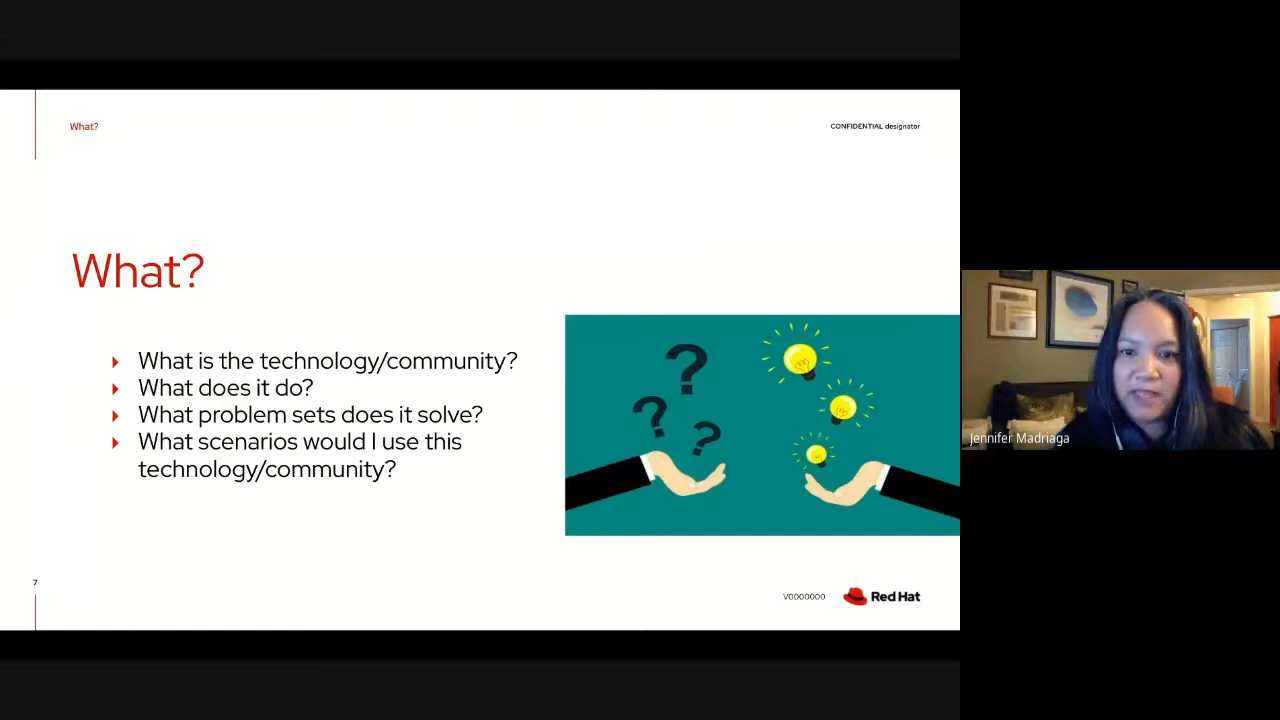 What?
CONFIDENTIAL designator
What?
What is the technology/community?
What does it do?
What problem sets does it solve?
What scenarios would I use this
technology/community?
? ? ?
7
V0000000
Red Hat
Jennifer Madriaga